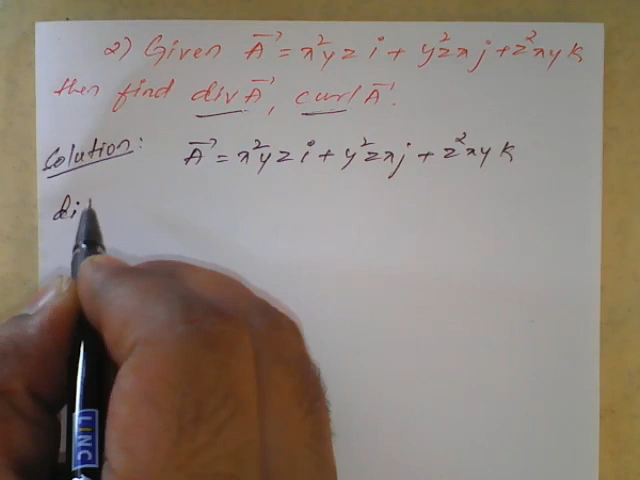 2) Given A⃗ = x²yz i + y²zx j + z²xy k
then find div A⃗, curl A⃗.
Solution: A⃗ = x²yz i + y²zx j + z²xy k
di
LINC